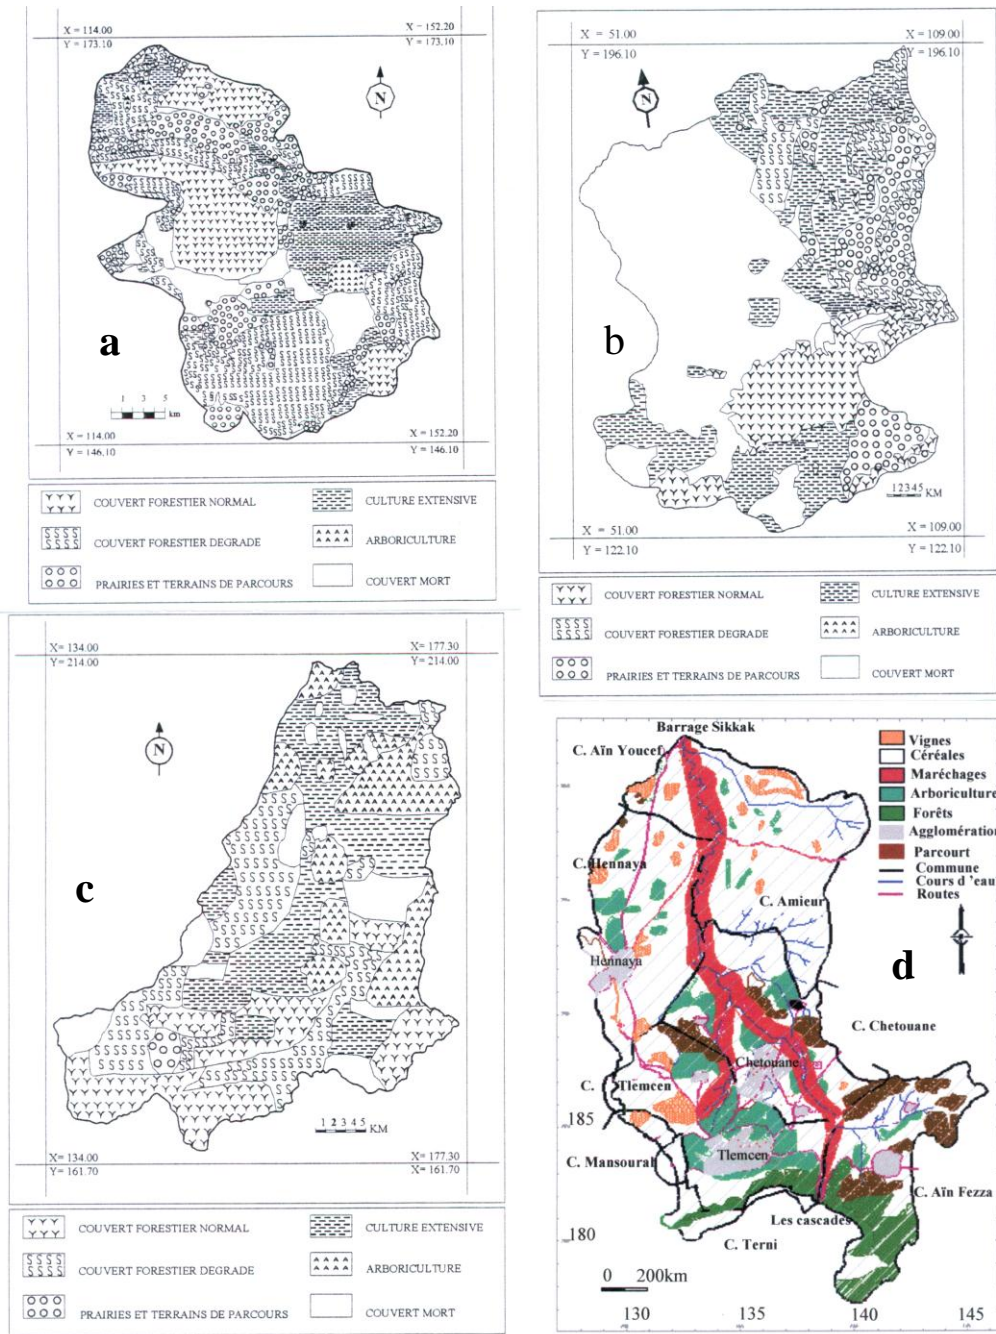 X = 114.00
Y = 173.10
X = 152.20
Y = 173.10
N
a
1 3 5
km
X = 114.00
Y = 146.10
X = 152.20
Y = 146.10
COUVERT FORESTIER NORMAL
CULTURE EXTENSIVE
COUVERT FORESTIER DEGRADE
ARBORICULTURE
PRAIRIES ET TERRAINS DE PARCOURS
COUVERT MORT
X = 51.00
Y = 196.10
X = 109.00
Y = 196.10
N
b
12345 KM
X = 51.00
Y = 122.10
X = 109.00
Y = 122.10
COUVERT FORESTIER NORMAL
CULTURE EXTENSIVE
COUVERT FORESTIER DEGRADE
ARBORICULTURE
PRAIRIES ET TERRAINS DE PARCOURS
COUVERT MORT
X= 134.00
Y= 214.00
X= 177.30
Y= 214.00
N
c
1 2 3 4 5 KM
X= 134.00
Y= 161.70
X= 177.30
X= 161.70
COUVERT FORESTIER NORMAL
CULTURE EXTENSIVE
COUVERT FORESTIER DEGRADE
ARBORICULTURE
PRAIRIES ET TERRAINS DE PARCOURS
COUVERT MORT
Barrage Sikkak
C. Aïn Youcef
Vignes
Céréales
Maréchages
Arboriculture
Forêts
Agglomération
Parcourt
Commune
Cours d 'eau
Routes
C. Hennaya
C. Amieur
Hennaya
d
C. Chetouane
Chetouane
C. Tlemcen
185
C. Mansourah
Tlemcen
C. Aïn Fezza
Les cascades
C. Terni
180
0 200km
130 135 140 145